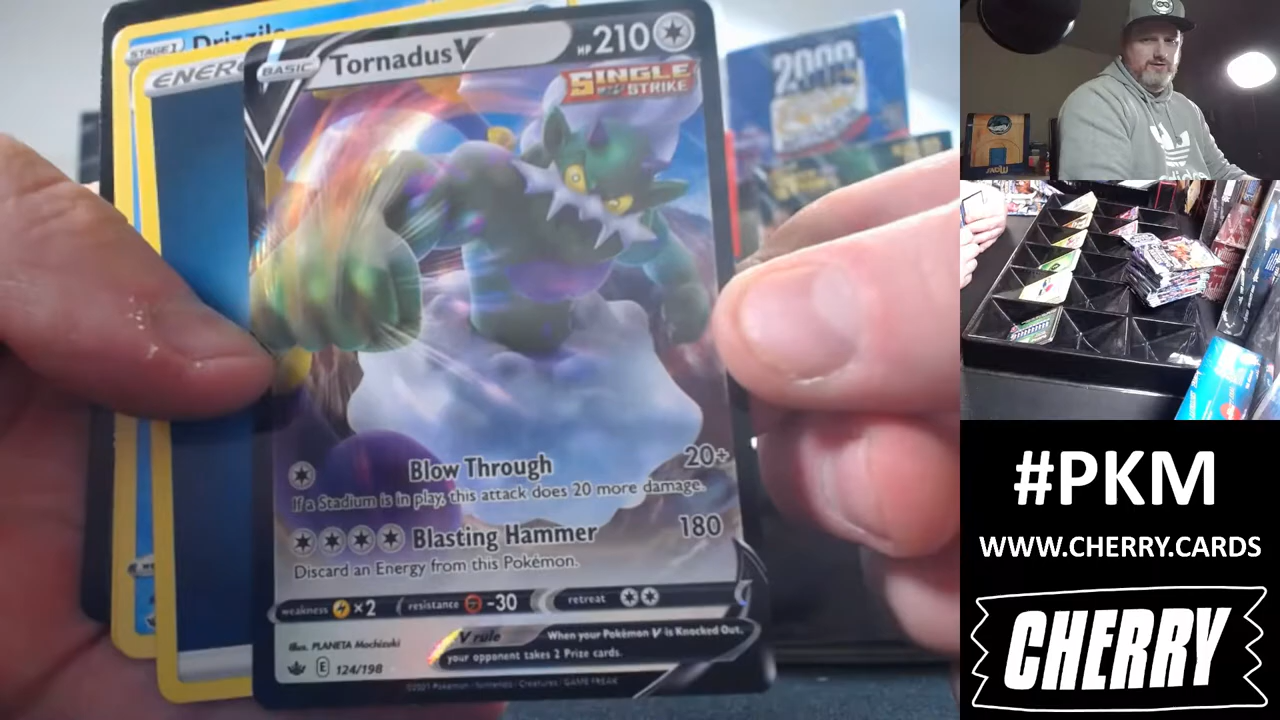 STAGE 1 Drizzile
ENERGY
BASIC Tornadus V HP 210
SINGLE STRIKE
2000
Blow Through 20+
If a Stadium is in play, this attack does 20 more damage.
Blasting Hammer 180
Discard an Energy from this Pokémon.
weakness ×2 resistance -30 retreat
Illus. PLANETA Mochizuki
V rule When your Pokémon V is Knocked Out,
your opponent takes 2 Prize cards.
E 124/198
©2021 Pokémon / Nintendo / Creatures / GAME FREAK
#PKM
WWW.CHERRY.CARDS
CHERRY